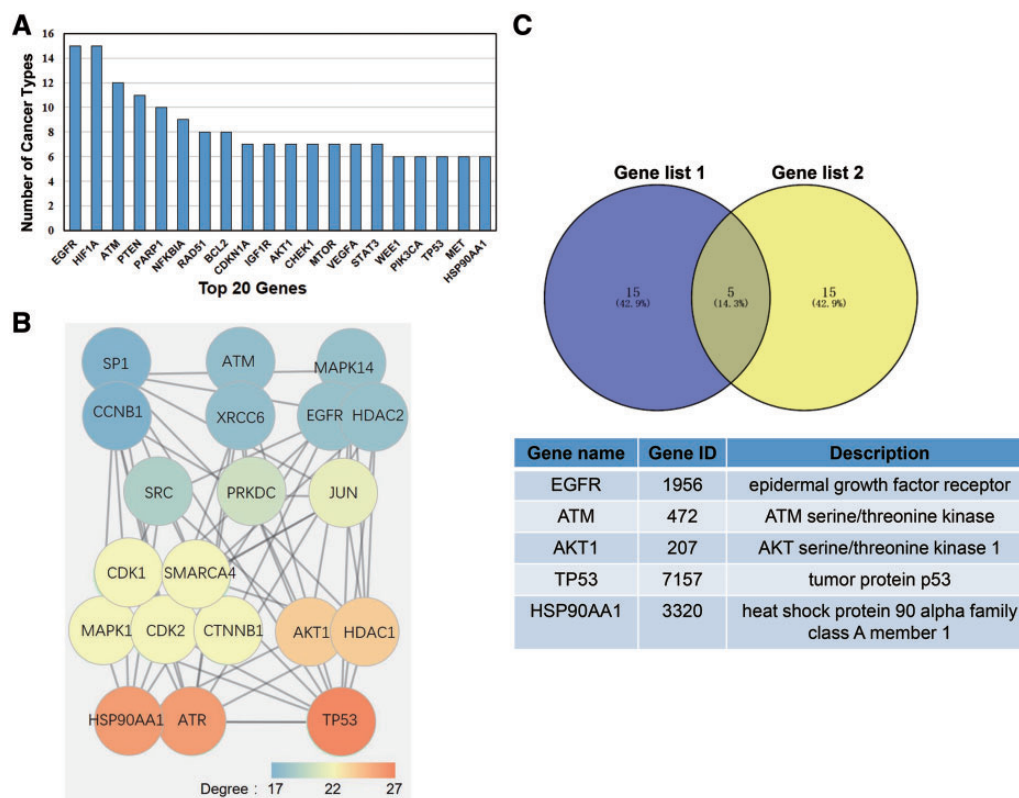 A
Number of Cancer Types
16
14
12
10
8
6
4
2
0
EGFR
HIF1A
ATM
PTEN
PARP1
NFKBIA
RAD51
BCL2
CDKN1A
IGF1R
AKT1
CHEK1
MTOR
VEGFA
STAT3
WEE1
PIK3CA
TP53
MET
HSP90AA1
Top 20 Genes
B
SP1
ATM
MAPK14
CCNB1
XRCC6
EGFR
HDAC2
SRC
PRKDC
JUN
CDK1
SMARCA4
MAPK1
CDK2
CTNNB1
AKT1
HDAC1
HSP90AA1
ATR
TP53
Degree : 17 22 27
C
Gene list 1 Gene list 2
15
(42.9%)
5
(14.3%)
15
(42.9%)
Gene name Gene ID Description
EGFR 1956 epidermal growth factor receptor
ATM 472 ATM serine/threonine kinase
AKT1 207 AKT serine/threonine kinase 1
TP53 7157 tumor protein p53
HSP90AA1 3320 heat shock protein 90 alpha family
class A member 1